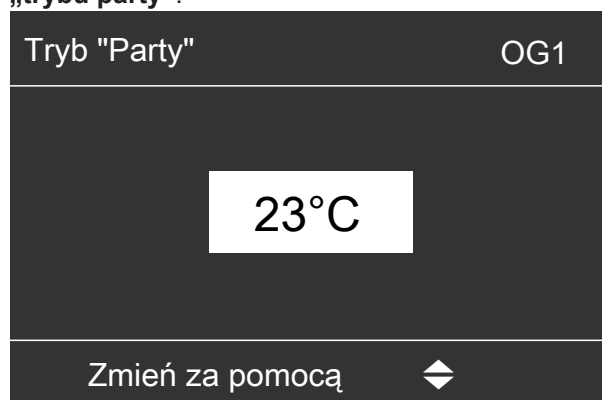 „trybu party”.
Tryb "Party" OG1
23°C
Zmień za pomocą